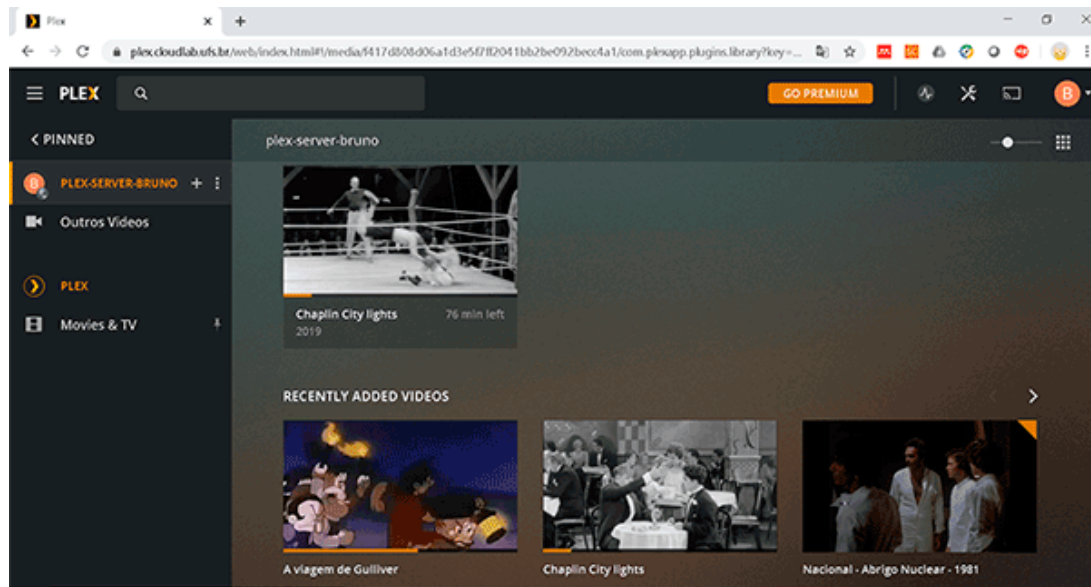 Plex
plex.cloudlab.ufs.br/web/index.html#!/media/f417d808d06a1d3e5f7ff2041bb2be092becc4a1/com.plexapp.plugins.library?key=...
PLEX
GO PREMIUM
B
PINNED
plex-server-bruno
B PLEX-SERVER-BRUNO
Outros Videos
PLEX
Movies & TV
Chaplin City lights 76 min left
2019
RECENTLY ADDED VIDEOS
A viagem de Gulliver
Chaplin City lights
Nacional - Abrigo Nuclear - 1981